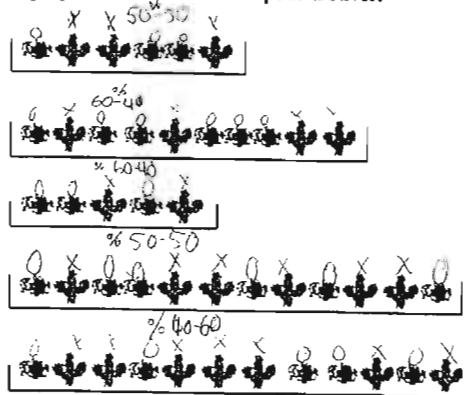 % 50-50
O X X O O X
% 60-40
O X O O X O O O X X
% 60-40
O O X O X
% 50-50
O X O O X X O X O X X O
% 40-60
O X X O X X X O O X O X